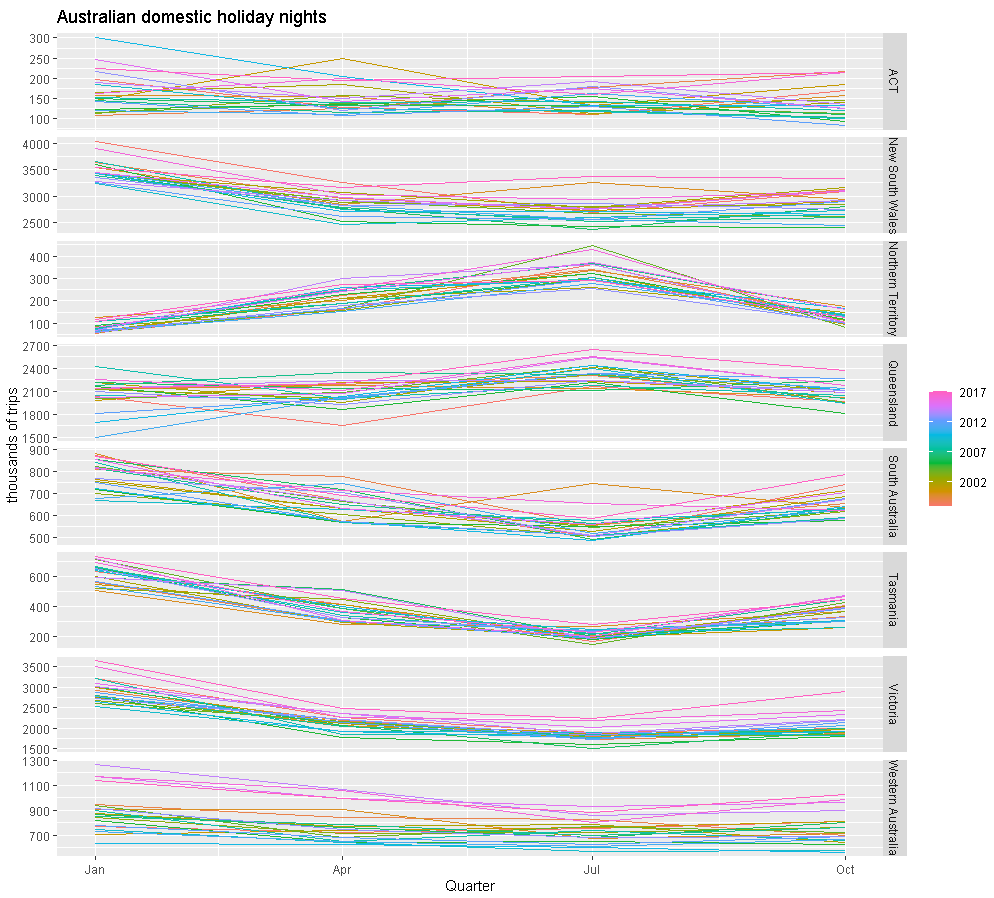 Australian domestic holiday nights
thousands of trips
300
250
200
150
100
ACT
4000
3500
3000
2500
New South Wales
400
300
200
100
Northern Territory
2700
2400
2100
1800
1500
Queensland
900
800
700
600
500
South Australia
600
400
200
Tasmania
3500
3000
2500
2000
1500
Victoria
1300
1100
900
700
Western Australia
Jan
Apr
Jul
Oct
Quarter
2017
2012
2007
2002